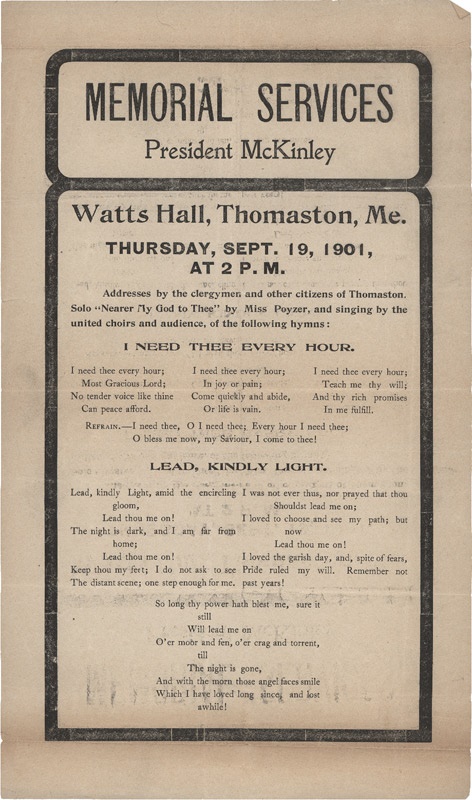 MEMORIAL SERVICES
President McKinley
Watts Hall, Thomaston, Me.
THURSDAY, SEPT. 19, 1901,
AT 2 P. M.
Addresses by the clergymen and other citizens of Thomaston.
Solo "Nearer My God to Thee" by Miss Poyzer, and singing by the
united choirs and audience, of the following hymns:
I NEED THEE EVERY HOUR.
I need thee every hour;
Most Gracious Lord;
No tender voice like thine
Can peace afford.
I need thee every hour;
In joy or pain;
Come quickly and abide,
Or life is vain.
I need thee every hour;
Teach me thy will;
And thy rich promises
In me fulfill.
REFRAIN.—I need thee, O I need thee; Every hour I need thee;
O bless me now, my Saviour, I come to thee!
LEAD, KINDLY LIGHT.
Lead, kindly Light, amid the encircling
gloom,
Lead thou me on!
The night is dark, and I am far from
home;
Lead thou me on!
Keep thou my feet; I do not ask to see
The distant scene; one step enough for me.
I was not ever thus, nor prayed that thou
Shouldst lead me on;
I loved to choose and see my path; but
now
Lead thou me on!
I loved the garish day, and, spite of fears,
Pride ruled my will. Remember not
past years!
So long thy power hath blest me, sure it
still
Will lead me on
O'er moor and fen, o'er crag and torrent,
till
The night is gone,
And with the morn those angel faces smile
Which I have loved long since, and lost
awhile!